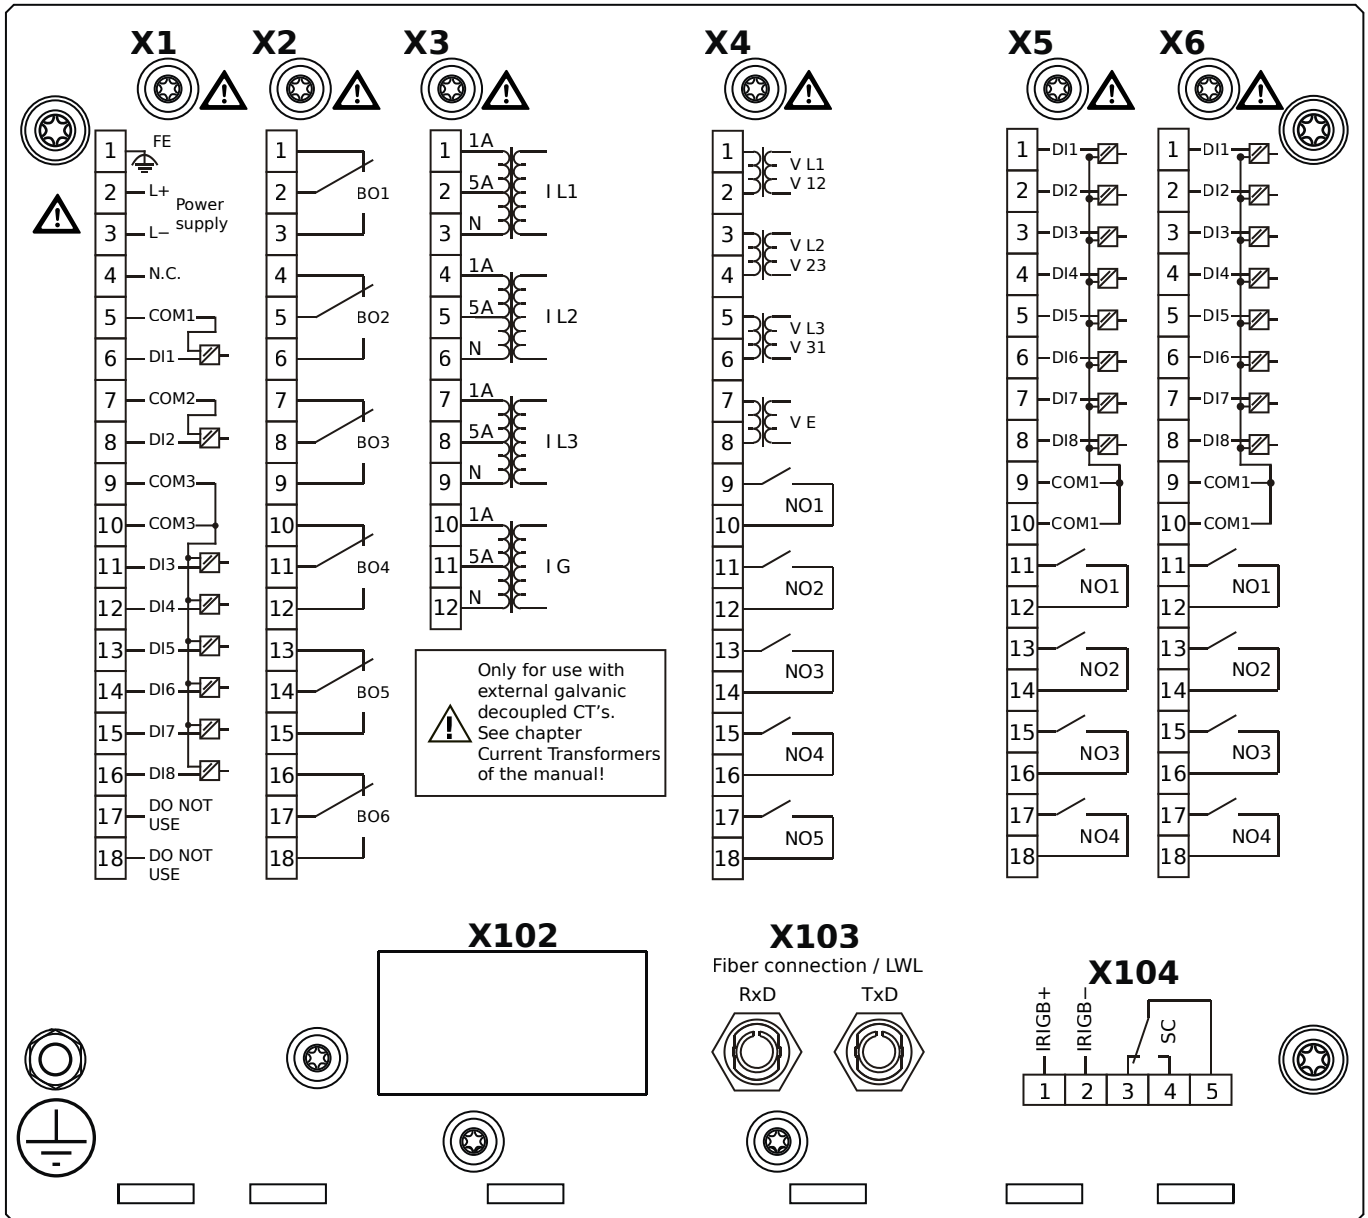 X1 X2 X3 X4 X5 X6
1 FE
2 L+
Power
supply
3 L−
4 N.C.
5 COM1
6 DI1
7 COM2
8 DI2
9 COM3
10 COM3
11 DI3
12 DI4
13 DI5
14 DI6
15 DI7
16 DI8
17 DO NOT
USE
18 DO NOT
USE
1
2 BO1
3
4
5 BO2
6
7
8 BO3
9
10
11 BO4
12
13
14 BO5
15
16
17 BO6
18
1 1A
2 5A I L1
3 N
4 1A
5 5A I L2
6 N
7 1A
8 5A I L3
9 N
10 1A
11 5A I G
12 N
Only for use with
external galvanic
decoupled CT's.
See chapter
Current Transformers
of the manual!
1 V L1
2 V 12
3 V L2
4 V 23
5 V L3
6 V 31
7
V E
8
9
NO1
10
11
NO2
12
13
NO3
14
15
NO4
16
17
NO5
18
1 DI1
2 DI2
3 DI3
4 DI4
5 DI5
6 DI6
7 DI7
8 DI8
9 COM1
10 COM1
11
NO1
12
13
NO2
14
15
NO3
16
17
NO4
18
1 DI1
2 DI2
3 DI3
4 DI4
5 DI5
6 DI6
7 DI7
8 DI8
9 COM1
10 COM1
11
NO1
12
13
NO2
14
15
NO3
16
17
NO4
18
X102
X103
Fiber connection / LWL
RxD TxD
X104
IRIGB+
IRIGB−
SC
1 2 3 4 5